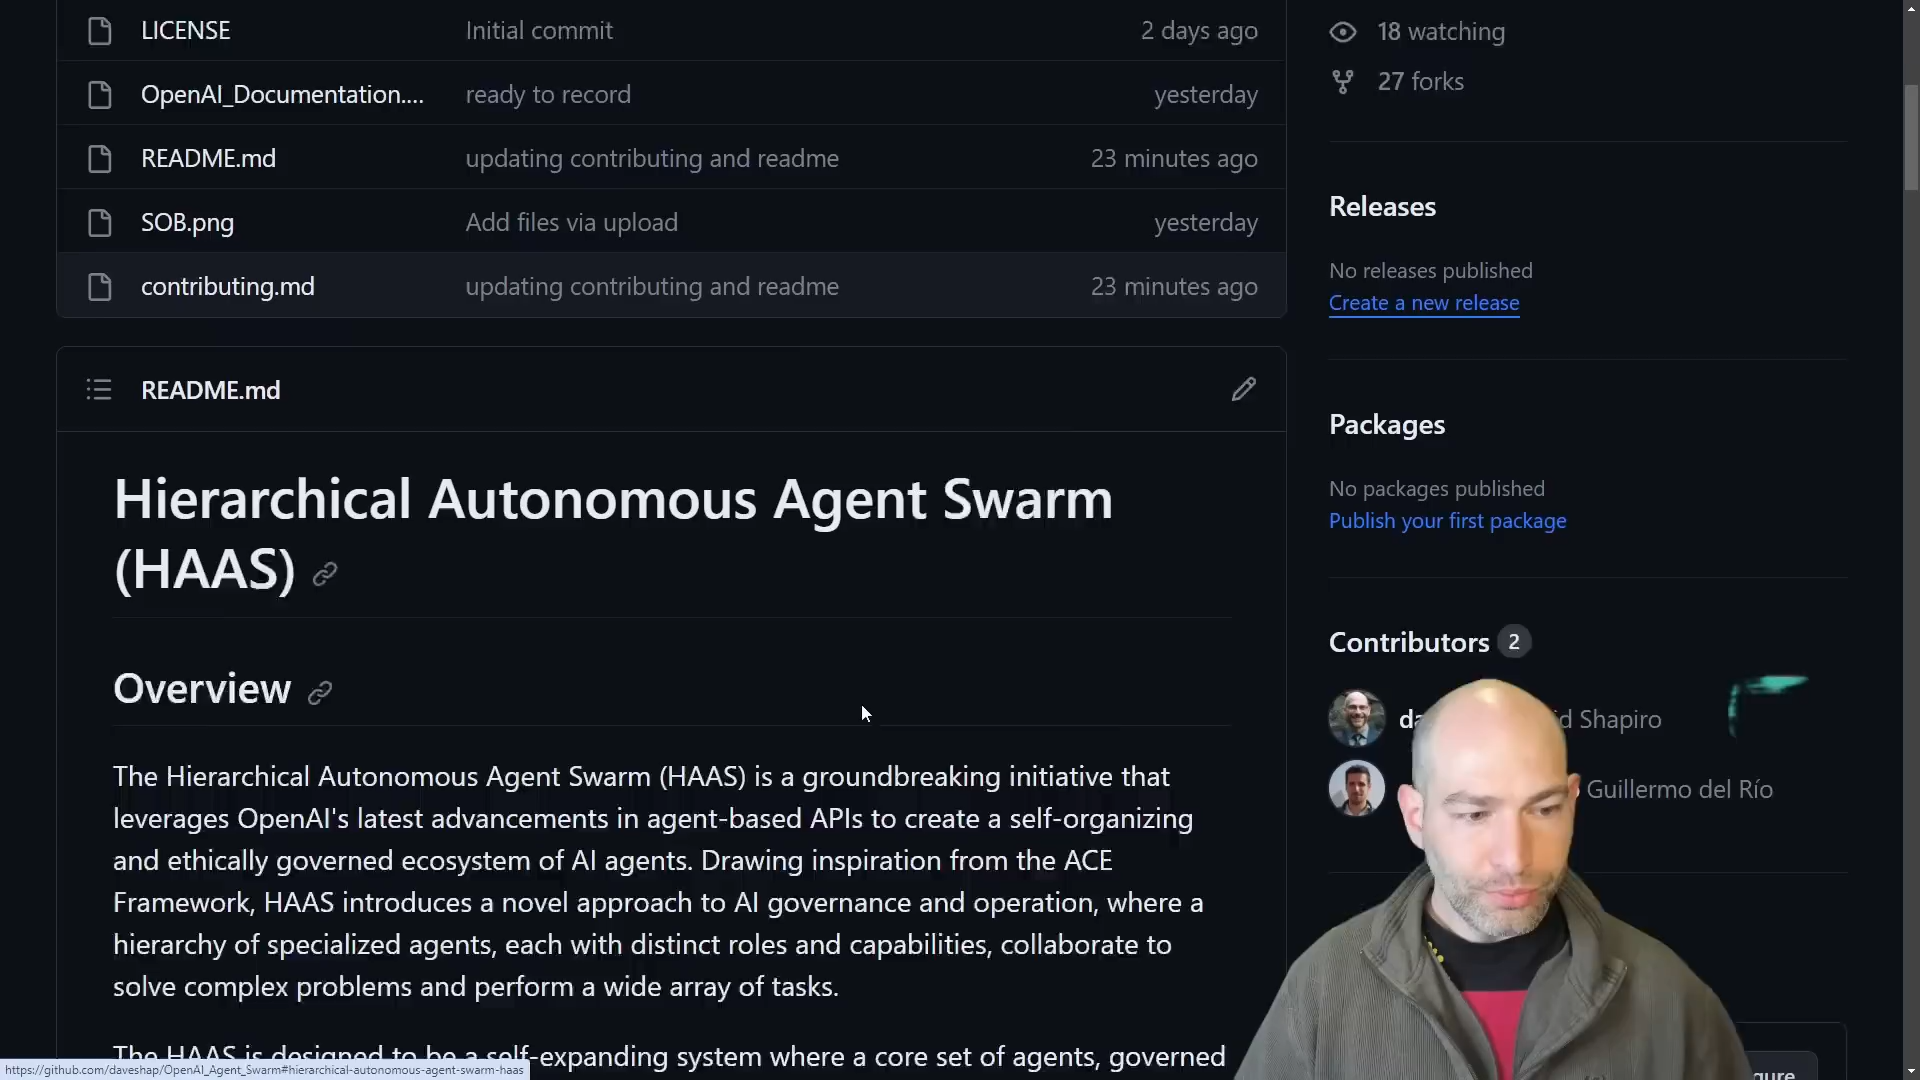 LICENSE Initial commit 2 days ago
OpenAI_Documentation.... ready to record yesterday
README.md updating contributing and readme 23 minutes ago
SOB.png Add files via upload yesterday
contributing.md updating contributing and readme 23 minutes ago
README.md
Hierarchical Autonomous Agent Swarm
(HAAS)
Overview
The Hierarchical Autonomous Agent Swarm (HAAS) is a groundbreaking initiative that
leverages OpenAI's latest advancements in agent-based APIs to create a self-organizing
and ethically governed ecosystem of AI agents. Drawing inspiration from the ACE
Framework, HAAS introduces a novel approach to AI governance and operation, where a
hierarchy of specialized agents, each with distinct roles and capabilities, collaborate to
solve complex problems and perform a wide array of tasks.
The HAAS is designed to be a self-expanding system where a core set of agents, governed
https://github.com/daveshap/OpenAI_Agent_Swarm#hierarchical-autonomous-agent-swarm-haas
18 watching
27 forks
Releases
No releases published
Create a new release
Packages
No packages published
Publish your first package
Contributors 2
Shapiro
Guillermo del Río